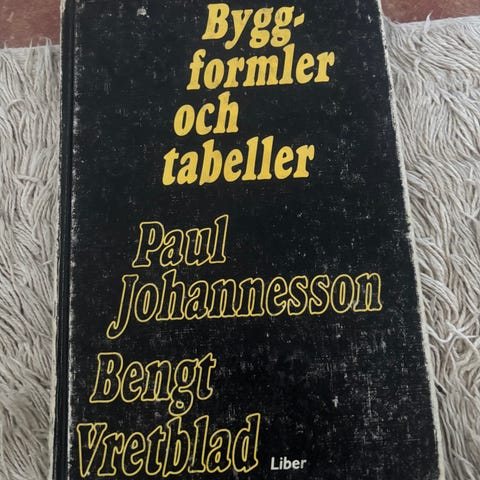 Bygg-
formler
och
tabeller
Paul
Johannesson
Bengt
Vretblad
Liber